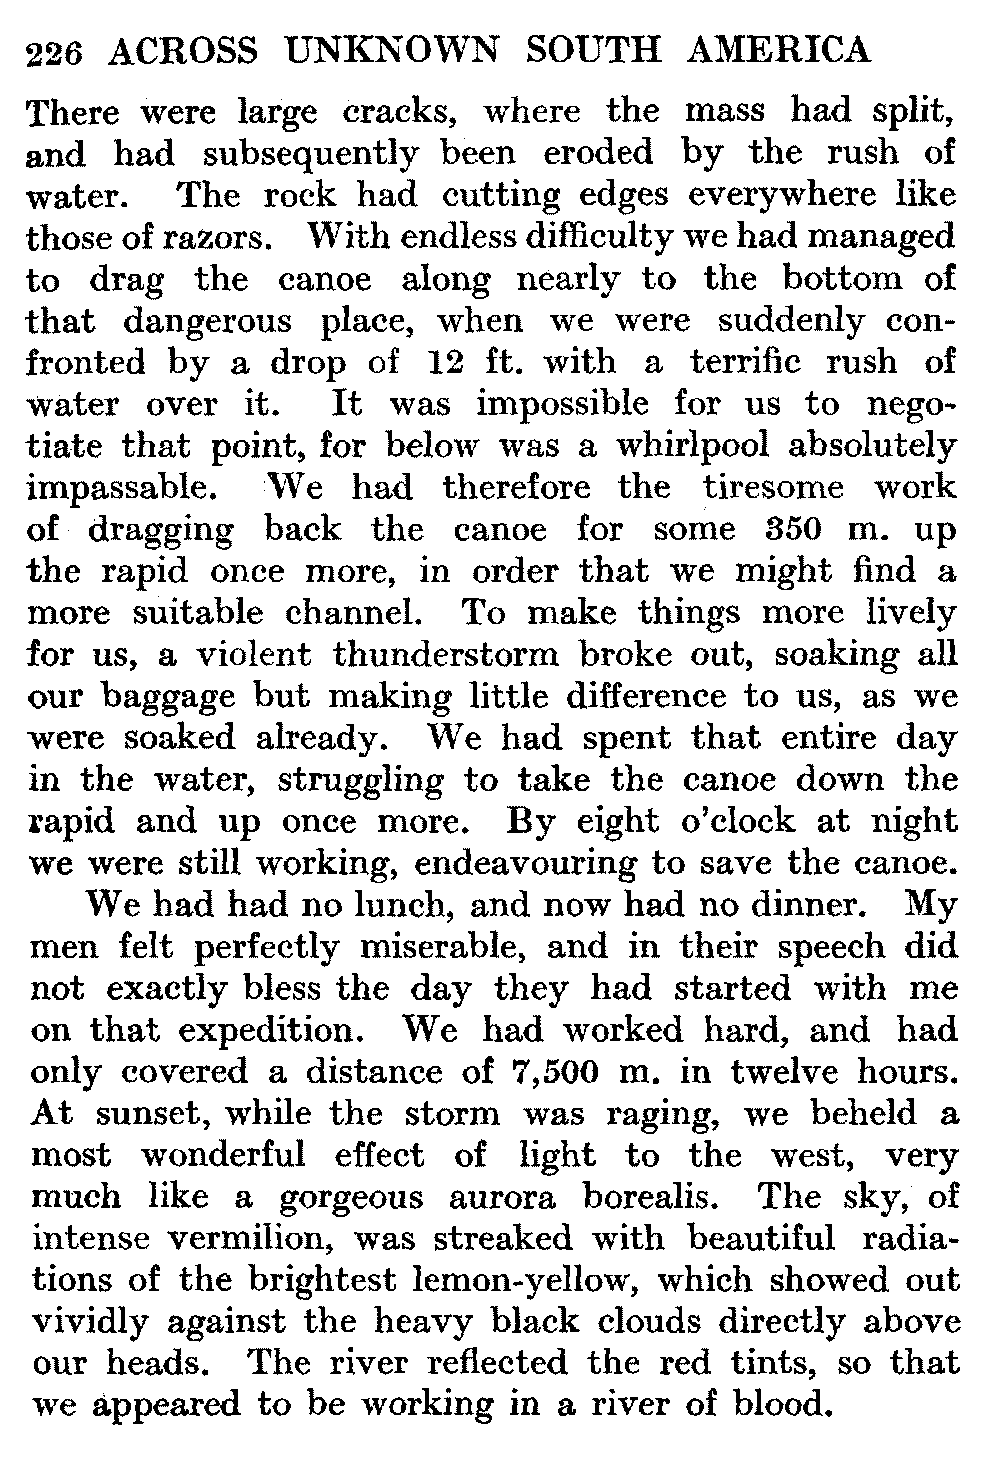 226 ACROSS UNKNOWN SOUTH AMERICA
There were large cracks, where the mass had split,
and had subsequently been eroded by the rush of
water. The rock had cutting edges everywhere like
those of razors. With endless difficulty we had managed
to drag the canoe along nearly to the bottom of
that dangerous place, when we were suddenly con-
fronted by a drop of 12 ft. with a terrific rush of
water over it. It was impossible for us to nego-
tiate that point, for below was a whirlpool absolutely
impassable. We had therefore the tiresome work
of dragging back the canoe for some 350 m. up
the rapid once more, in order that we might find a
more suitable channel. To make things more lively
for us, a violent thunderstorm broke out, soaking all
our baggage but making little difference to us, as we
were soaked already. We had spent that entire day
in the water, struggling to take the canoe down the
rapid and up once more. By eight o'clock at night
we were still working, endeavouring to save the canoe.
We had had no lunch, and now had no dinner. My
men felt perfectly miserable, and in their speech did
not exactly bless the day they had started with me
on that expedition. We had worked hard, and had
only covered a distance of 7,500 m. in twelve hours.
At sunset, while the storm was raging, we beheld a
most wonderful effect of light to the west, very
much like a gorgeous aurora borealis. The sky, of
intense vermilion, was streaked with beautiful radia-
tions of the brightest lemon-yellow, which showed out
vividly against the heavy black clouds directly above
our heads. The river reflected the red tints, so that
we appeared to be working in a river of blood.